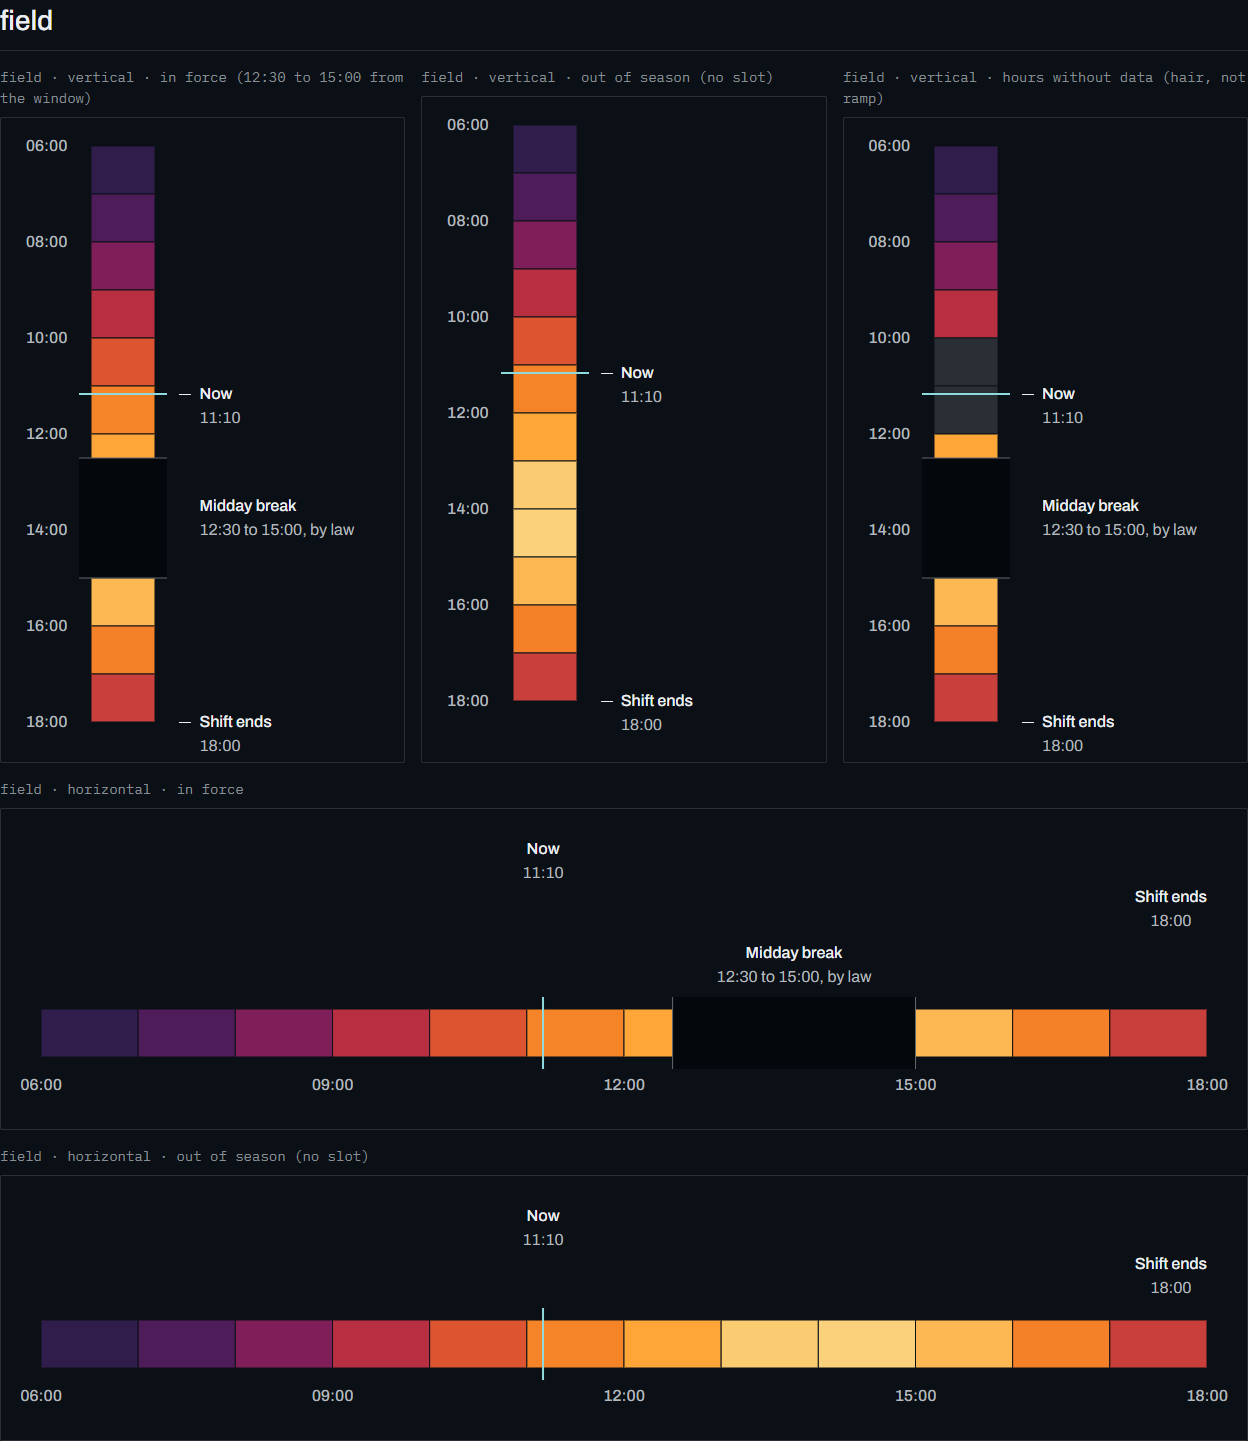 field
field · vertical · in force (12:30 to 15:00 from
the window)
06:00
08:00
10:00
Now
11:10
12:00
Midday break
12:30 to 15:00, by law
14:00
16:00
18:00
Shift ends
18:00
field · vertical · out of season (no slot)
06:00
08:00
10:00
Now
11:10
12:00
14:00
16:00
18:00
Shift ends
18:00
field · vertical · hours without data (hair, not
ramp)
06:00
08:00
10:00
Now
11:10
12:00
Midday break
12:30 to 15:00, by law
14:00
16:00
18:00
Shift ends
18:00
field · horizontal · in force
Now
11:10
Shift ends
18:00
Midday break
12:30 to 15:00, by law
06:00
09:00
12:00
15:00
18:00
field · horizontal · out of season (no slot)
Now
11:10
Shift ends
18:00
06:00
09:00
12:00
15:00
18:00